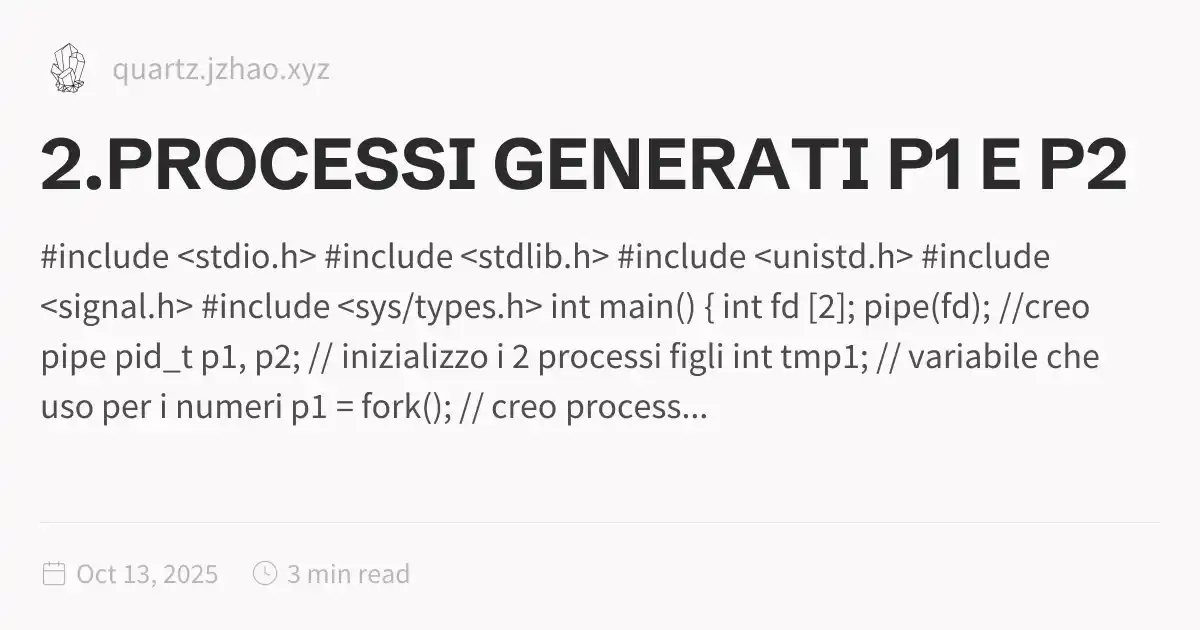 quartz.jzhao.xyz
2.PROCESSI GENERATI P1 E P2
#include <stdio.h> #include <stdlib.h> #include <unistd.h> #include
<signal.h> #include <sys/types.h> int main() { int fd [2]; pipe(fd); //creo
pipe pid_t p1, p2; // inizializzo i 2 processi figli int tmp1; // variabile che
uso per i numeri p1 = fork(); // creo process...
Oct 13, 2025 3 min read